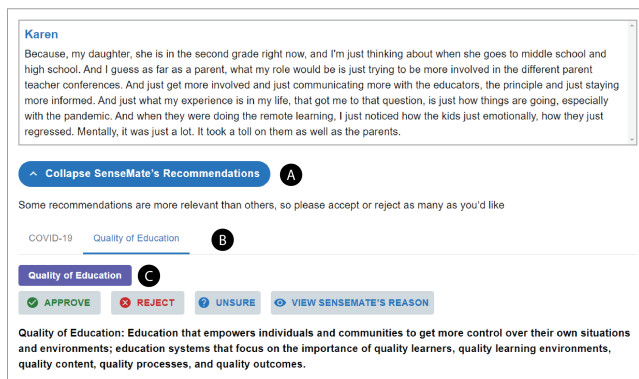 Karen
Because, my daughter, she is in the second grade right now, and I'm just thinking about when she goes to middle school and
high school. And I guess as far as a parent, what my role would be is just trying to be more involved in the different parent
teacher conferences. And just get more involved and just communicating more with the educators, the principle and just staying
more informed. And just what my experience is in my life, that got me to that question, is just how things are going, especially
with the pandemic. And when they were doing the remote learning, I just noticed how the kids just emotionally, how they just
regressed. Mentally, it was just a lot. It took a toll on them as well as the parents.
Collapse SenseMate's Recommendations A
Some recommendations are more relevant than others, so please accept or reject as many as you'd like
COVID-19 Quality of Education B
Quality of Education C
APPROVE REJECT ? UNSURE VIEW SENSEMATE'S REASON
Quality of Education: Education that empowers individuals and communities to get more control over their own situations
and environments; education systems that focus on the importance of quality learners, quality learning environments,
quality content, quality processes, and quality outcomes.